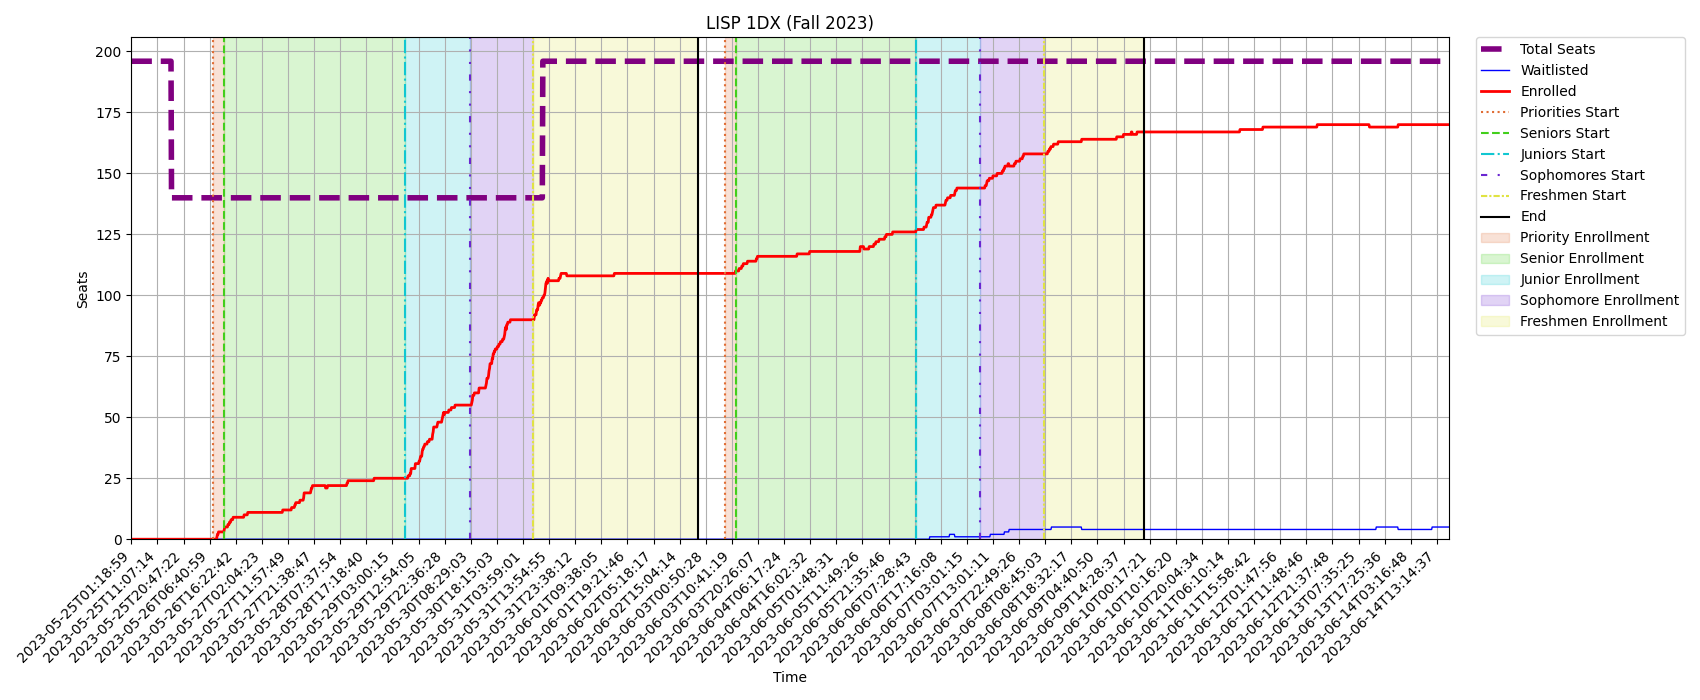 LISP 1DX (Fall 2023)
200
175
150
125
100
75
50
25
0
Seats
2023-05-25T01:18:59
2023-05-25T11:07:14
2023-05-25T20:47:22
2023-05-26T06:40:59
2023-05-26T16:22:42
2023-05-27T02:04:23
2023-05-27T11:57:49
2023-05-27T21:38:47
2023-05-28T07:37:54
2023-05-28T17:18:40
2023-05-29T03:00:15
2023-05-29T12:54:05
2023-05-29T22:36:28
2023-05-30T08:29:03
2023-05-30T18:15:03
2023-05-31T03:59:01
2023-05-31T13:54:55
2023-05-31T23:38:12
2023-06-01T09:38:05
2023-06-01T19:21:46
2023-06-02T05:18:17
2023-06-02T15:04:14
2023-06-03T00:50:28
2023-06-03T10:41:19
2023-06-03T20:26:07
2023-06-04T06:17:24
2023-06-04T16:02:32
2023-06-05T01:48:31
2023-06-05T11:49:26
2023-06-05T21:35:46
2023-06-06T07:28:43
2023-06-06T17:16:08
2023-06-07T03:01:15
2023-06-07T13:01:11
2023-06-07T22:49:26
2023-06-08T08:45:03
2023-06-08T18:32:17
2023-06-09T04:40:50
2023-06-09T14:28:37
2023-06-10T00:17:21
2023-06-10T10:16:20
2023-06-10T20:04:34
2023-06-11T06:10:14
2023-06-11T15:58:42
2023-06-12T01:47:56
2023-06-12T11:48:46
2023-06-12T21:37:48
2023-06-13T07:35:25
2023-06-13T17:25:36
2023-06-14T03:16:48
2023-06-14T13:14:37
Time
Total Seats
Waitlisted
Enrolled
Priorities Start
Seniors Start
Juniors Start
Sophomores Start
Freshmen Start
End
Priority Enrollment
Senior Enrollment
Junior Enrollment
Sophomore Enrollment
Freshmen Enrollment